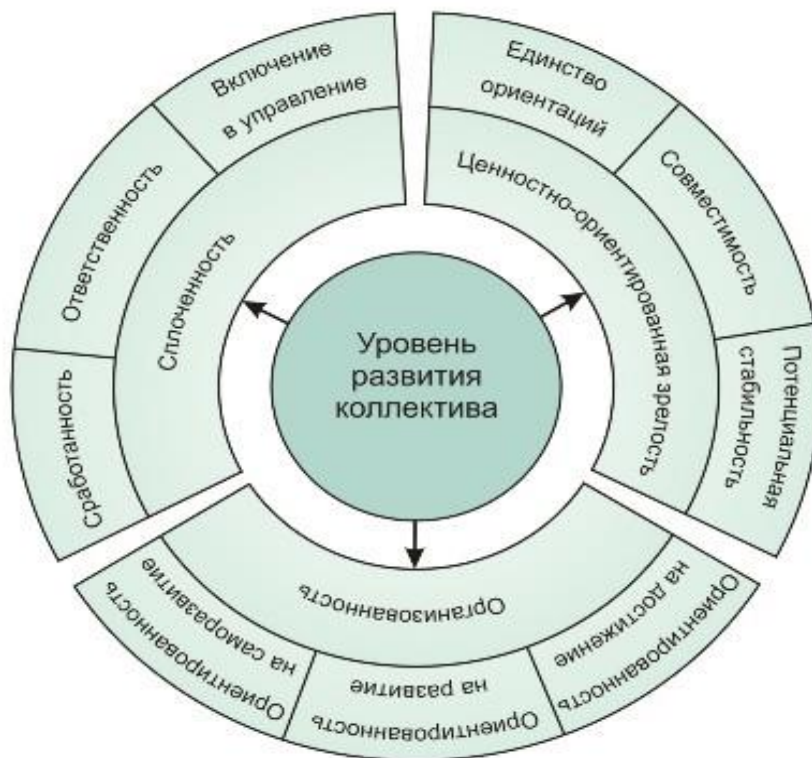 Уровень
развития
коллектива
Сплоченность
Сработанность
Ответственность
Включение
в управление
Ценностно-ориентированная зрелость
Единство
ориентаций
Совместимость
Потенциальная
стабильность
Организованность
Ориентированность
на достижение
Ориентированность
на развитие
Ориентированность
на саморазвитие